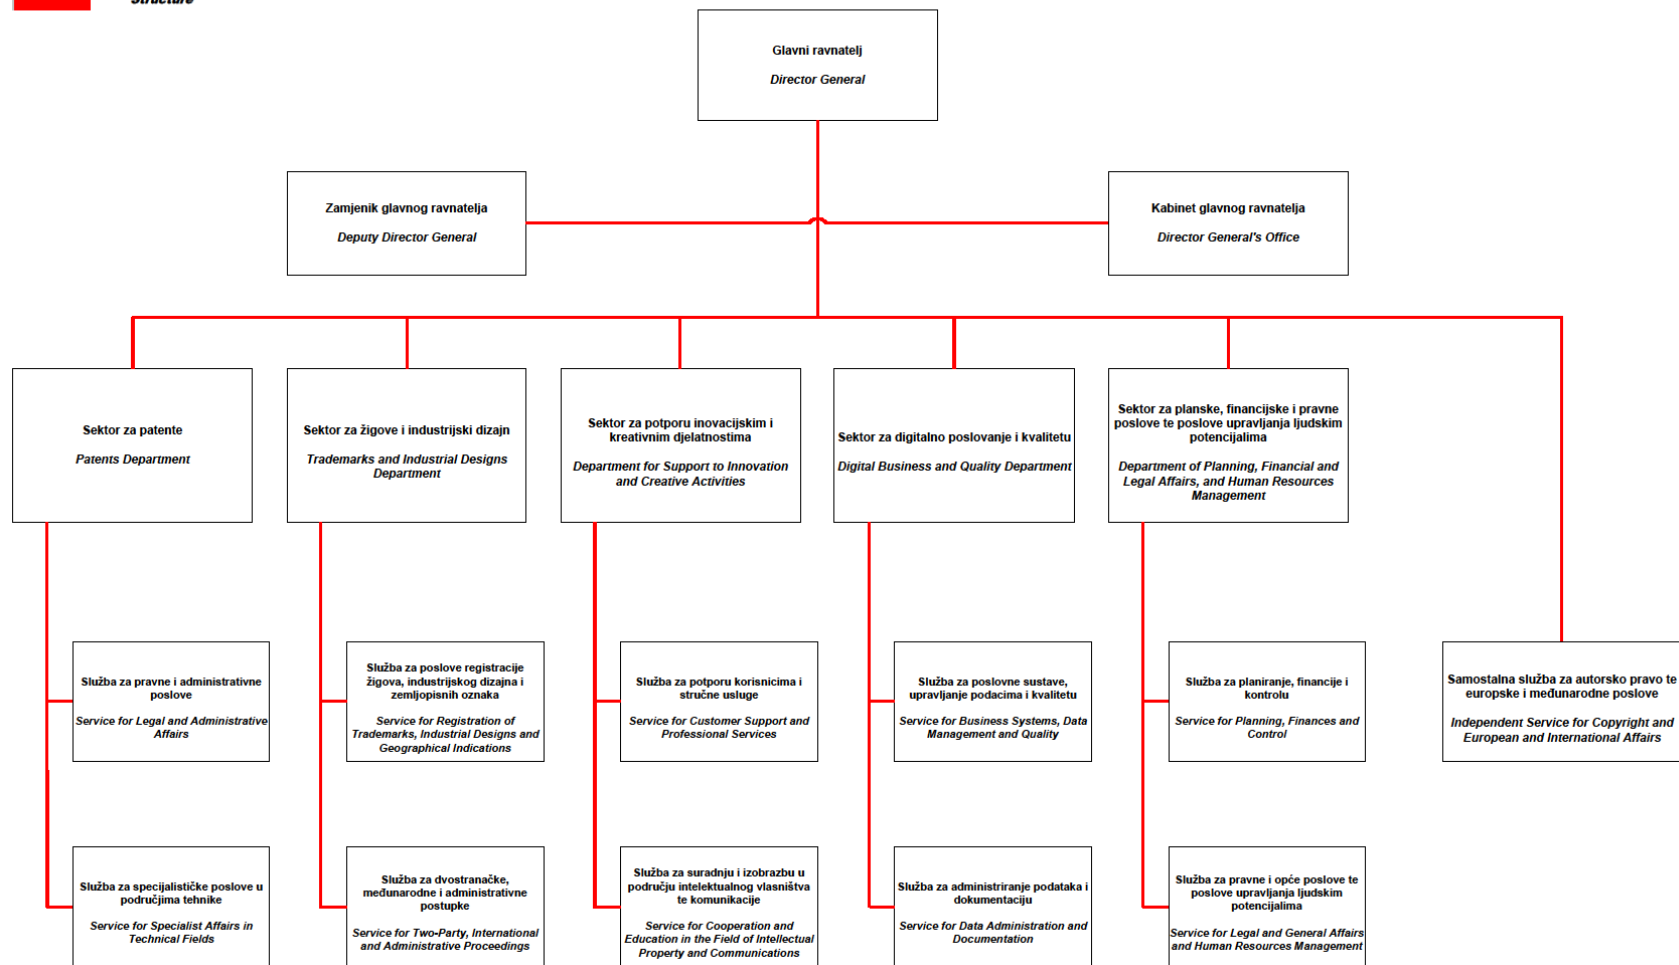 Structure
Glavni ravnatelj
Director General
Zamjenik glavnog ravnatelja
Deputy Director General
Kabinet glavnog ravnatelja
Director General's Office
Sektor za patente
Patents Department
Sektor za žigove i industrijski dizajn
Trademarks and Industrial Designs
Department
Sektor za potporu inovacijskim i
kreativnim djelatnostima
Department for Support to Innovation
and Creative Activities
Sektor za digitalno poslovanje i kvalitetu
Digital Business and Quality Department
Sektor za planske, financijske i pravne
poslove te poslove upravljanja ljudskim
potencijalima
Department of Planning, Financial and
Legal Affairs, and Human Resources
Management
Služba za pravne i administrativne
poslove
Service for Legal and Administrative
Affairs
Služba za poslove registracije
žigova, industrijskog dizajna i
zemljopisnih oznaka
Service for Registration of
Trademarks, Industrial Designs and
Geographical Indications
Služba za potporu korisnicima i
stručne usluge
Service for Customer Support and
Professional Services
Služba za poslovne sustave,
upravljanje podacima i kvalitetu
Service for Business Systems, Data
Management and Quality
Služba za planiranje, financije i
kontrolu
Service for Planning, Finances and
Control
Samostalna služba za autorsko pravo te
europske i međunarodne poslove
Independent Service for Copyright and
European and International Affairs
Služba za specijalističke poslove u
područjima tehnike
Service for Specialist Affairs in
Technical Fields
Služba za dvostranačke,
međunarodne i administrativne
postupke
Service for Two-Party, International
and Administrative Proceedings
Služba za suradnju i izobrazbu u
području intelektualnog vlasništva
te komunikacije
Service for Cooperation and
Education in the Field of Intellectual
Property and Communications
Služba za administriranje podataka i
dokumentaciju
Service for Data Administration and
Documentation
Služba za pravne i opće poslove te
poslove upravljanja ljudskim
potencijalima
Service for Legal and General Affairs
and Human Resources Management